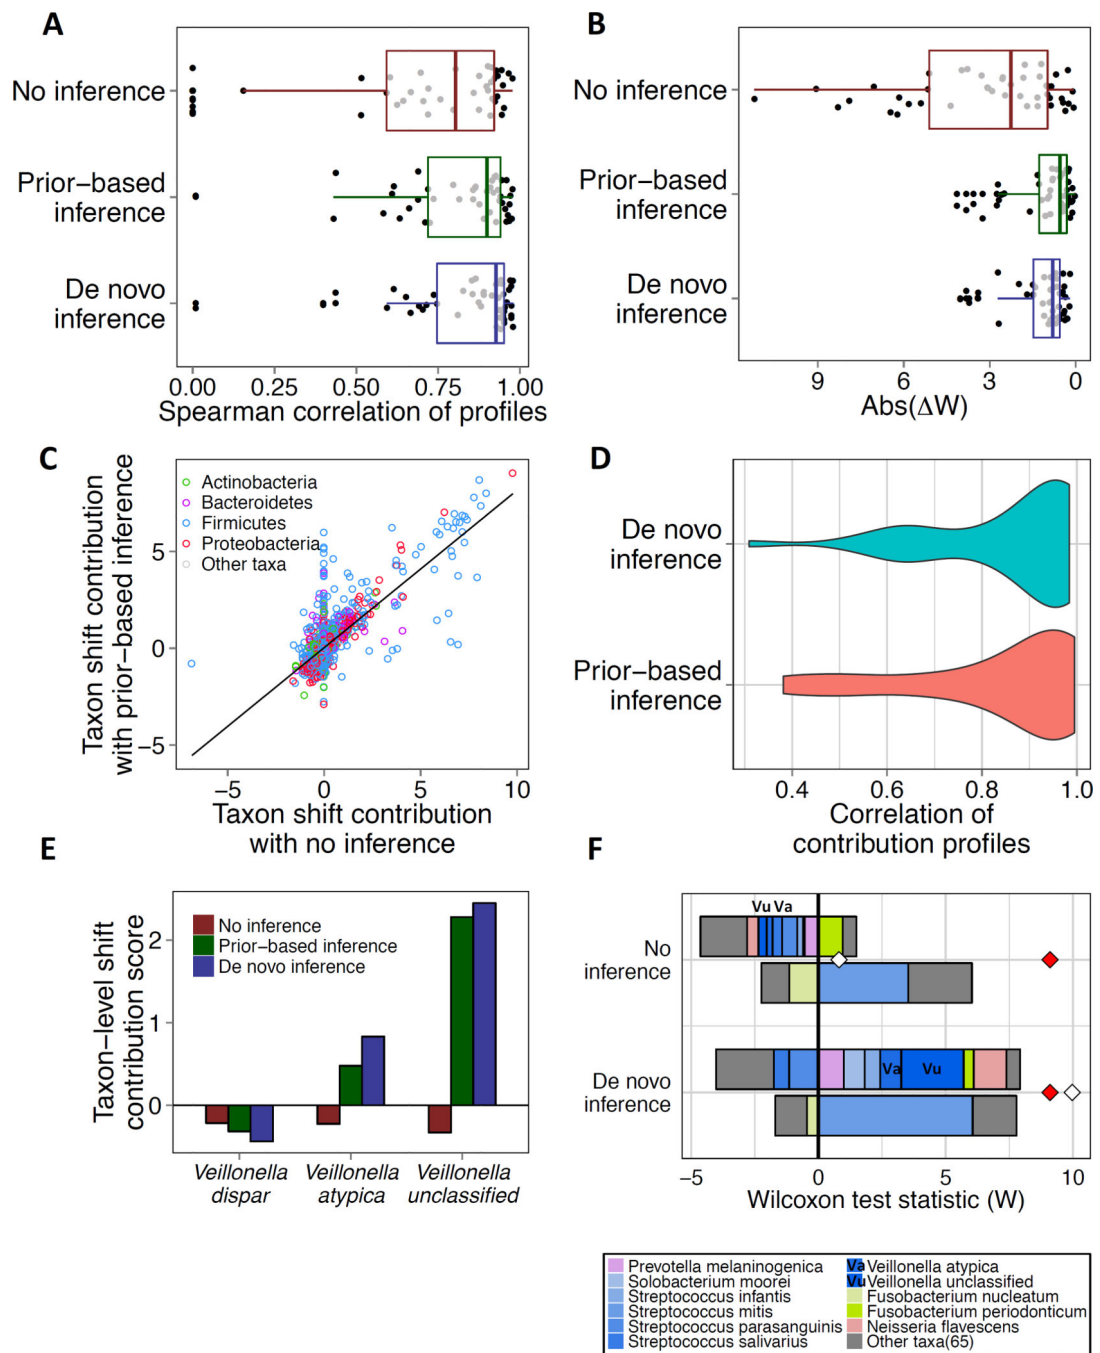 A
No inference
Prior-based
inference
De novo
inference
0.00 0.25 0.50 0.75 1.00
Spearman correlation of profiles
B
No inference
Prior-based
inference
De novo
inference
9 6 3 0
Abs(ΔW)
C
Taxon shift contribution
with prior-based inference
5
0
-5
Actinobacteria
Bacteroidetes
Firmicutes
Proteobacteria
Other taxa
-5 0 5 10
Taxon shift contribution
with no inference
D
De novo
inference
Prior-based
inference
0.4 0.6 0.8 1.0
Correlation of
contribution profiles
E
Taxon-level shift
contribution score
2
1
0
No inference
Prior-based inference
De novo inference
Veillonella Veillonella Veillonella
dispar atypica unclassified
F
Vu Va
No
inference
De novo
inference
Va Vu
-5 0 5 10
Wilcoxon test statistic (W)
Prevotella melaninogenica
Solobacterium moorei
Streptococcus infantis
Streptococcus mitis
Streptococcus parasanguinis
Streptococcus salivarius
Va Veillonella atypica
Vu Veillonella unclassified
Fusobacterium nucleatum
Fusobacterium periodonticum
Neisseria flavescens
Other taxa(65)